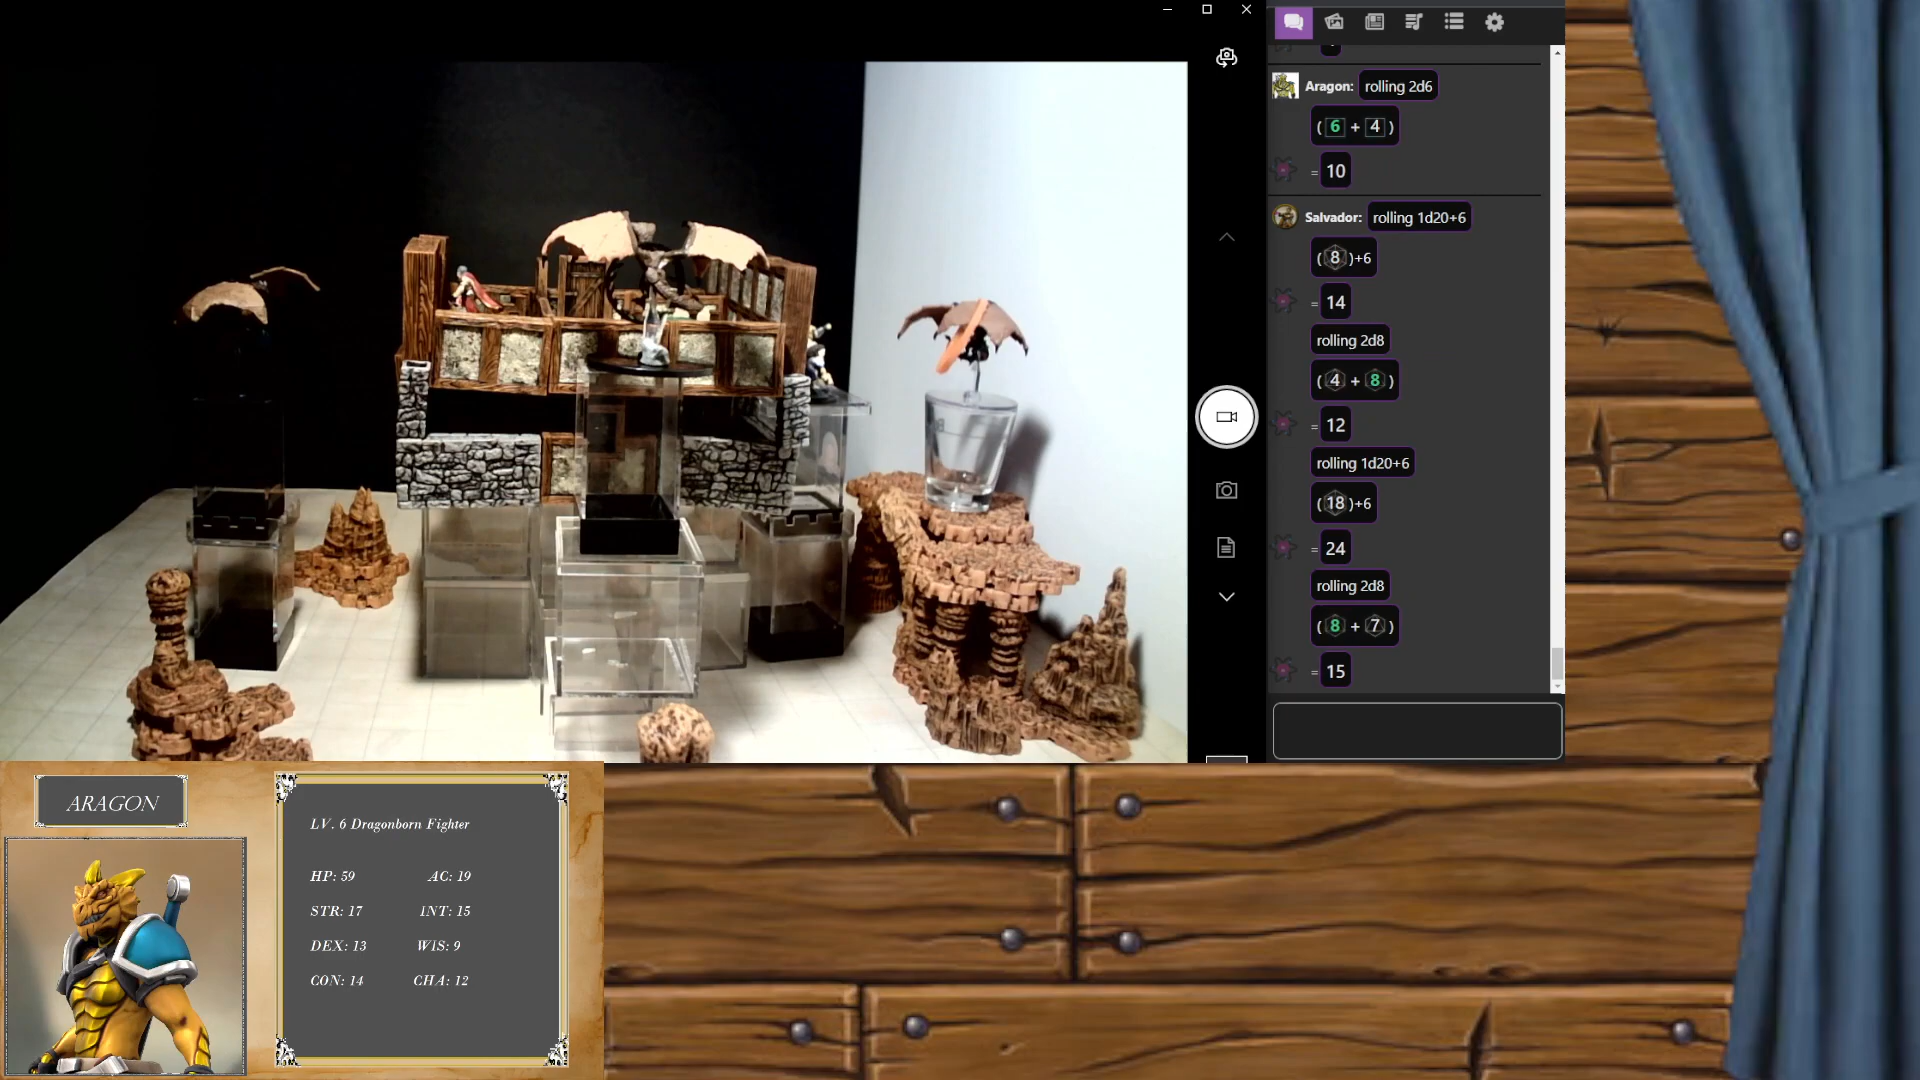 Aragon: rolling 2d6
( 6 + 4 )
= 10
Salvador: rolling 1d20+6
( 8 )+6
= 14
rolling 2d8
( 4 + 8 )
= 12
rolling 1d20+6
( 18 )+6
= 24
rolling 2d8
( 8 + 7 )
= 15
ARAGON
LV. 6 Dragonborn Fighter
HP: 59 AC: 19
STR: 17 INT: 15
DEX: 13 WIS: 9
CON: 14 CHA: 12